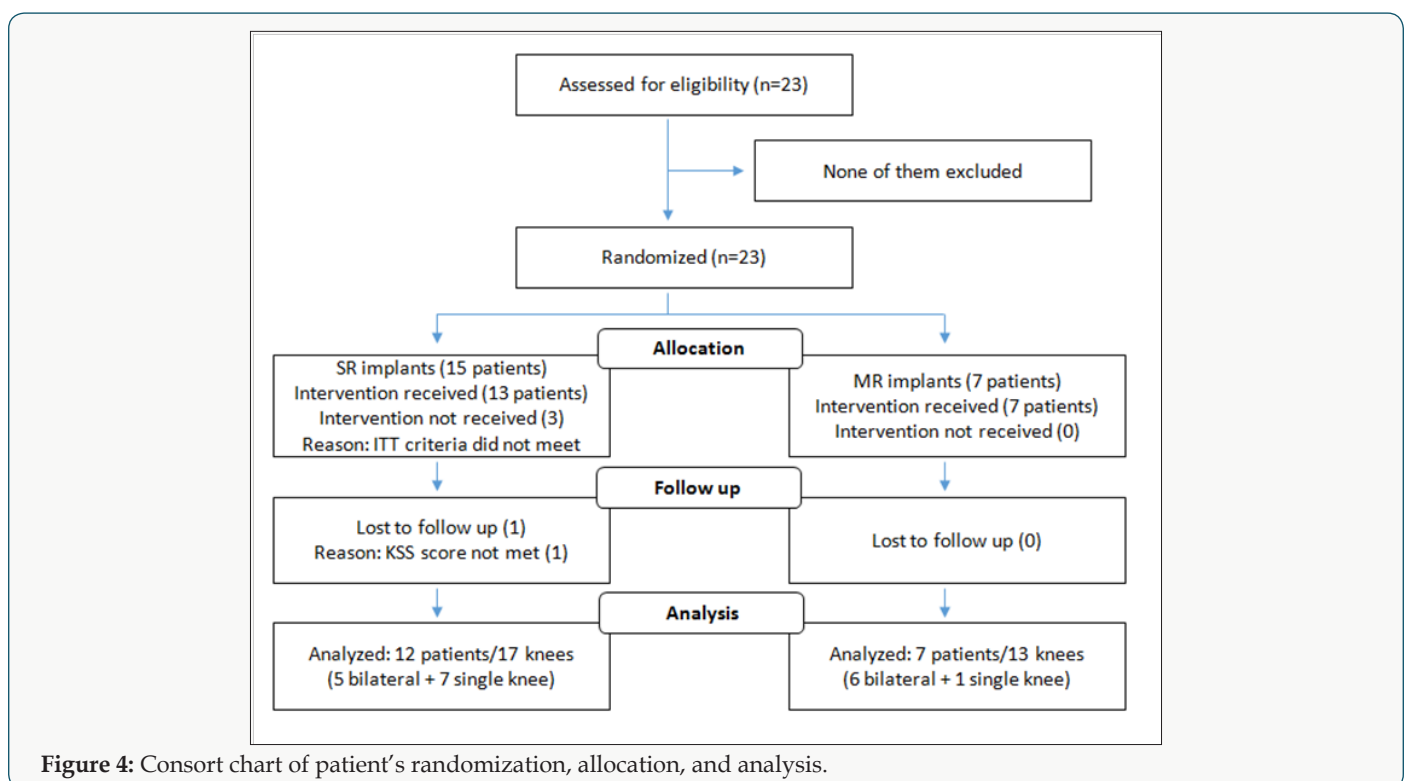 Assessed for eligibility (n=23)
None of them excluded
Randomized (n=23)
Allocation
SR implants (15 patients)
Intervention received (13 patients)
Intervention not received (3)
Reason: ITT criteria did not meet
MR implants (7 patients)
Intervention received (7 patients)
Intervention not received (0)
Follow up
Lost to follow up (1)
Reason: KSS score not met (1)
Lost to follow up (0)
Analysis
Analyzed: 12 patients/17 knees
(5 bilateral + 7 single knee)
Analyzed: 7 patients/13 knees
(6 bilateral + 1 single knee)
Figure 4: Consort chart of patient’s randomization, allocation, and analysis.